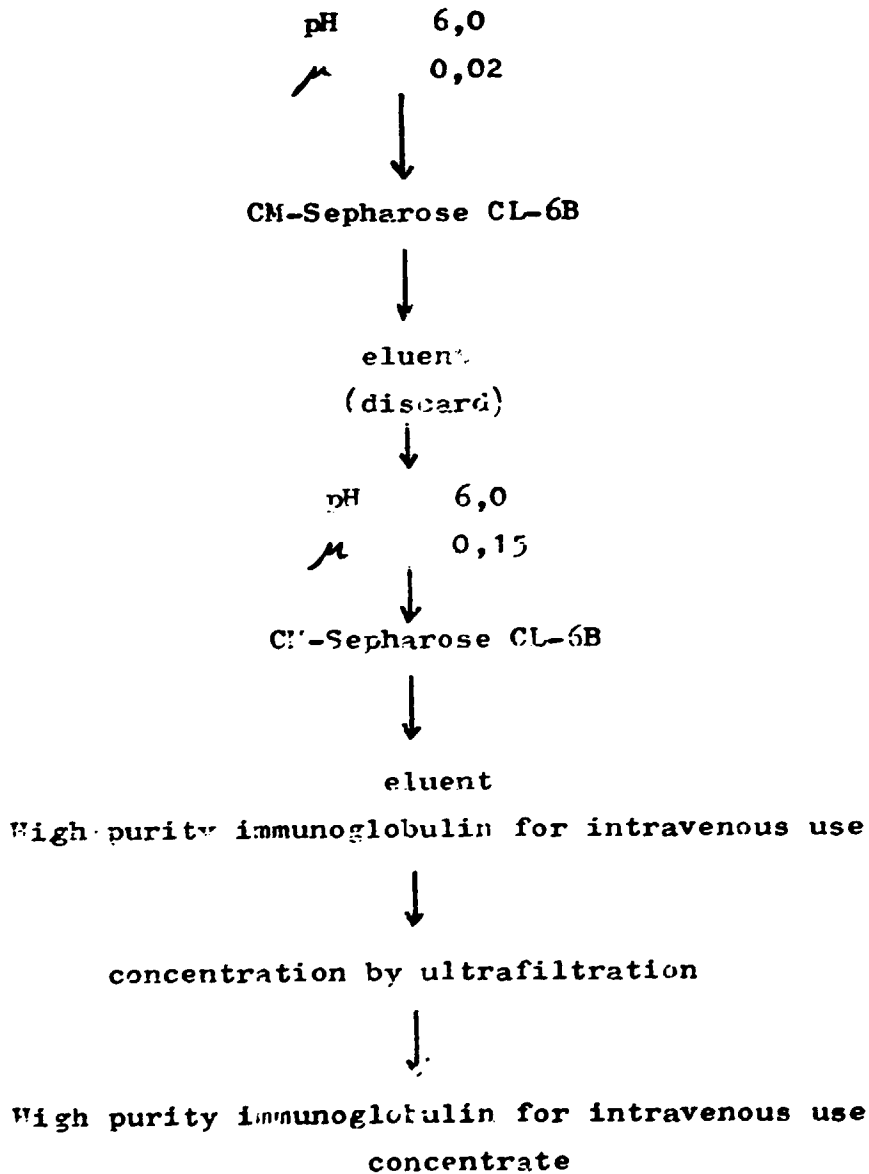 pH 6,0
μ 0,02
CM-Sepharose CL-6B
eluent
(discard)
pH 6,0
μ 0,15
CM-Sepharose CL-6B
eluent
High purity immunoglobulin for intravenous use
concentration by ultrafiltration
High purity immunoglobulin for intravenous use
concentrate